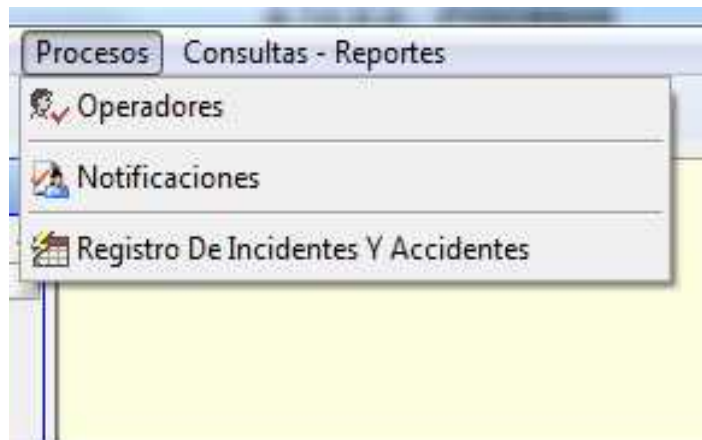 Procesos Consultas - Reportes
Operadores
Notificaciones
Registro De Incidentes Y Accidentes